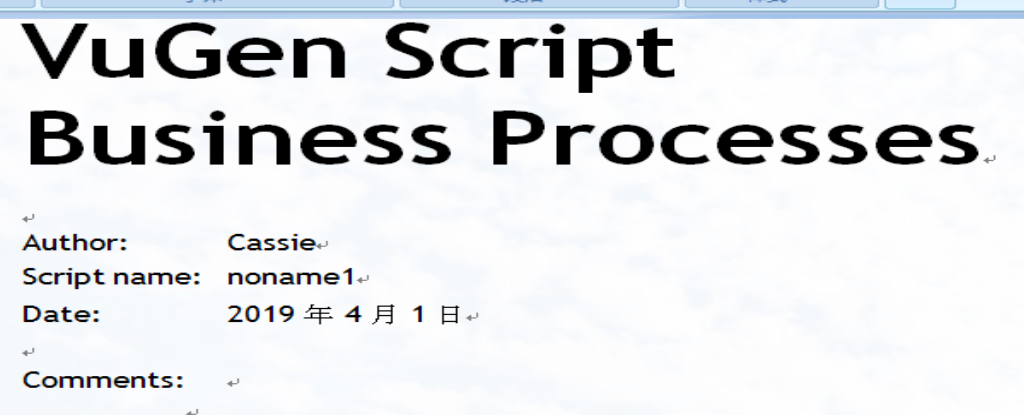 VuGen Script
Business Processes
Author: Cassie
Script name: noname1
Date: 2019 年 4 月 1 日
Comments: